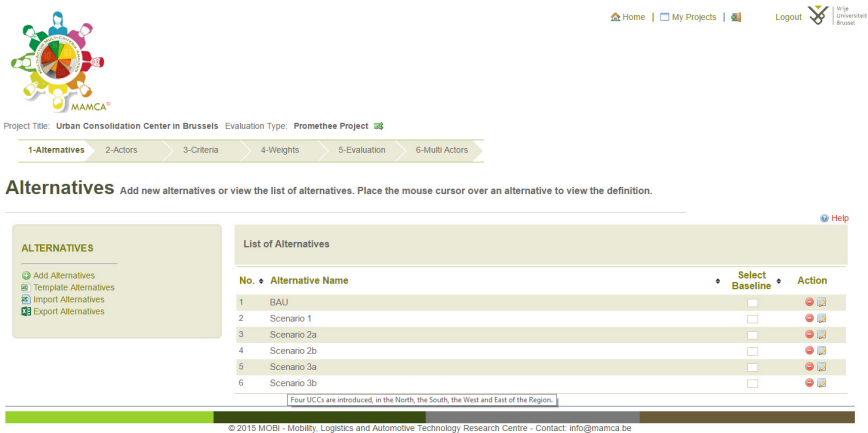 Home | My Projects | Logout
Wrije
Universiteit
Brussel
MAMCA®
Project Title: Urban Consolidation Center in Brussels Evaluation Type: Promethee Project
1-Alternatives 2-Actors 3-Criteria 4-Weights 5-Evaluation 6-Multi Actors
Alternatives Add new alternatives or view the list of alternatives. Place the mouse cursor over an alternative to view the definition.
Help
ALTERNATIVES
Add Alternatives
Template Alternatives
Import Alternatives
Export Alternatives
List of Alternatives
No. Alternative Name Select Baseline Action
1 BAU
2 Scenario 1
3 Scenario 2a
4 Scenario 2b
5 Scenario 3a
6 Scenario 3b
Four UCCs are introduced, in the North, the South, the West and East of the Region.
© 2015 MOBI - Mobility, Logistics and Automotive Technology Research Centre - Contact: info@mamca.be